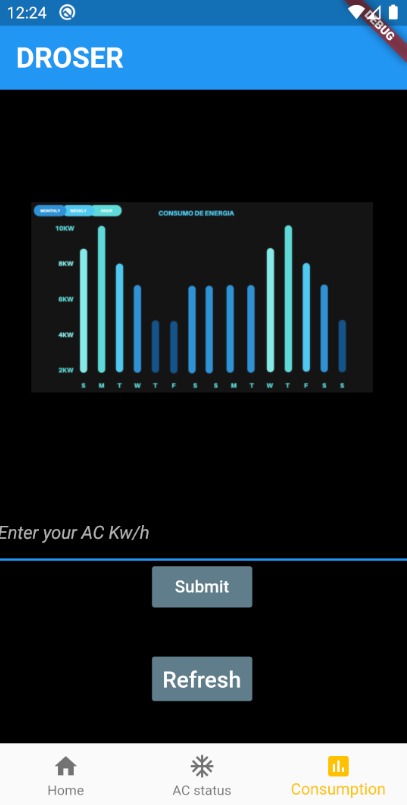 12:24
DEBUG
DROSER
MONTHLY WEEKLY
CONSUMO DE ENERGIA
10KW
8KW
6KW
4KW
2KW
S M T W T F S S M T W T F S S
Enter your AC Kw/h
Submit
Refresh
Home AC status Consumption